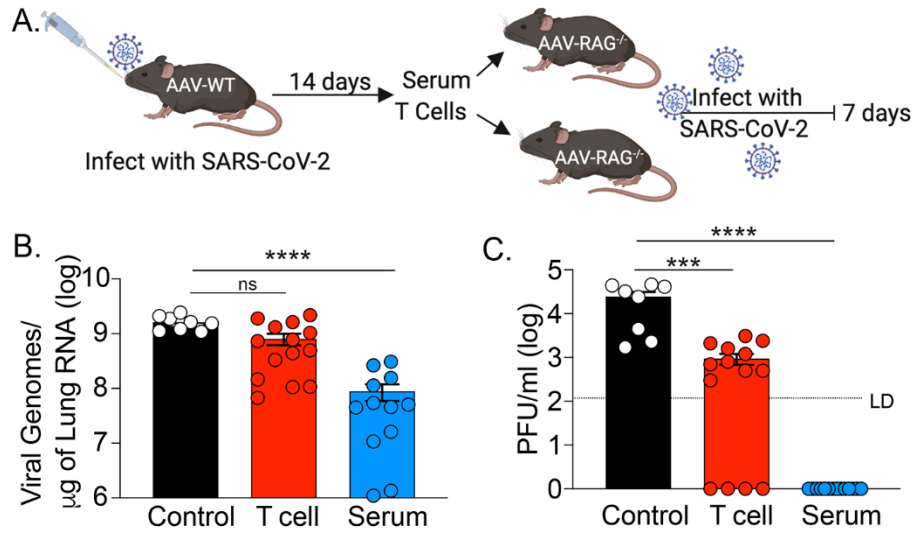 A.
AAV-WT
Infect with SARS-CoV-2
14 days
Serum
T Cells
AAV-RAG-/-
AAV-RAG-/-
Infect with
SARS-CoV-2
7 days
B.
****
ns
Viral Genomes/
µg of Lung RNA (log)
10
9
8
7
6
Control
T cell
Serum
C.
****
***
PFU/ml (log)
5
4
3
2
1
0
LD
Control
T cell
Serum